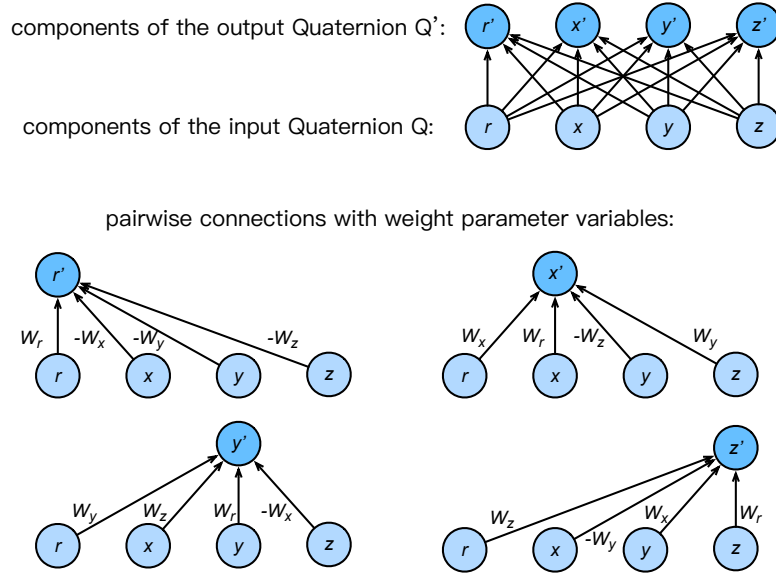 components of the output Quaternion Q': r' x' y' z'
components of the input Quaternion Q: r x y z
pairwise connections with weight parameter variables:
r'
W_r -W_x -W_y -W_z
r x y z
x'
W_x W_r -W_z W_y
r x y z
y'
W_y W_z W_r -W_x
r x y z
z'
W_z -W_y W_x W_r
r x y z